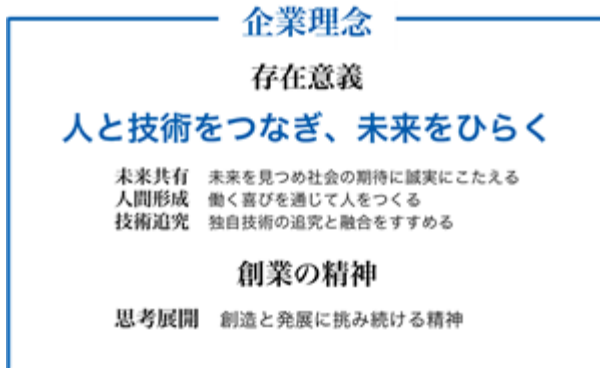 企業理念
存在意義
人と技術をつなぎ、未来をひらく
未来共有 未来を見つめ社会の期待に誠実にこたえる
人間形成 働く喜びを通じて人をつくる
技術追究 独自技術の追究と融合をすすめる
創業の精神
思考展開 創造と発展に挑み続ける精神